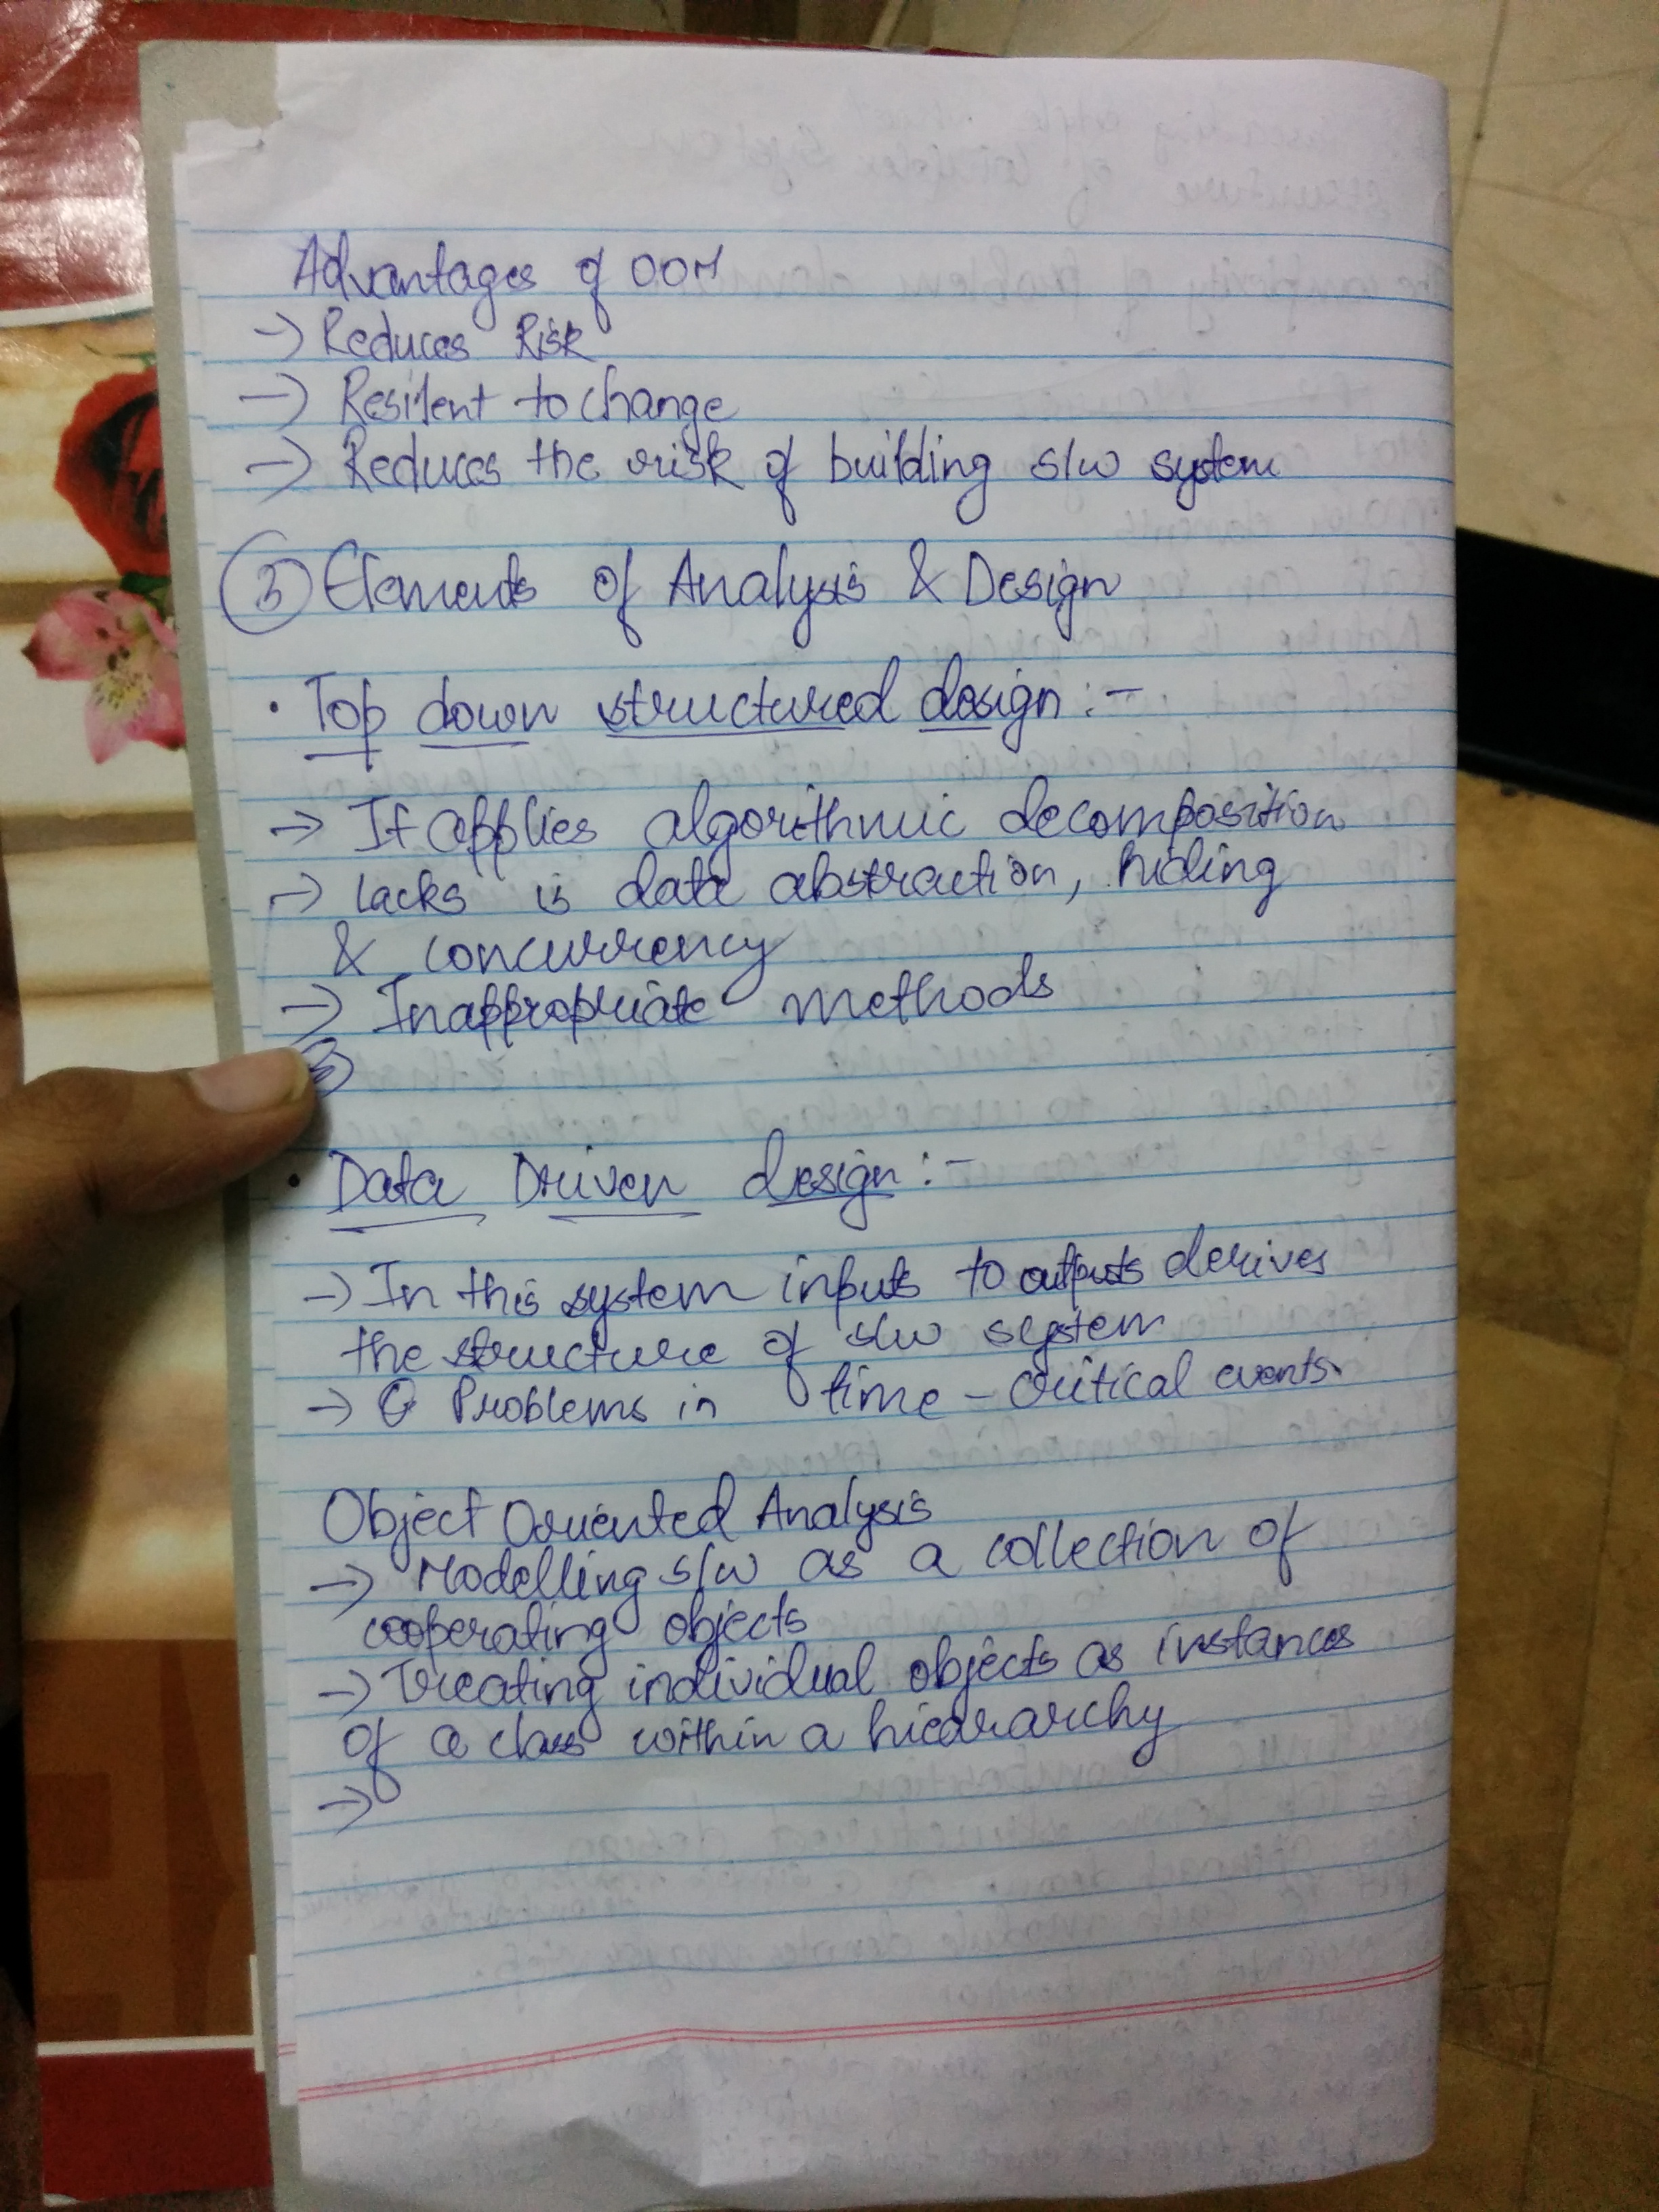 Advantages of OOM
→ Reduces Risk
→ Resilent to change
→ Reduces the risk of building s/w system
③ Elements of Analysis & Design
• Top down structured design :-
→ It applies algorithmic decomposition
→ Lacks is data abstraction, hiding
& concurrency
→ Inappropriate methods
• Data Driven design :-
→ In this system inputs to outputs derives
the structure of s/w system
→ Problems in time - critical events.
Object Oriented Analysis
→ Modelling s/w as a collection of
cooperating objects
→ Treating individual objects as instances
of a class within a hiearachy
→